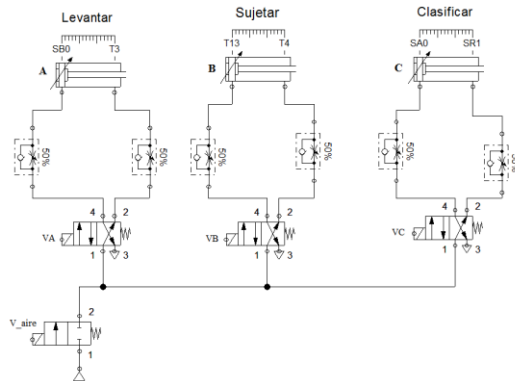 Levantar Sujetar Clasificar
SB0 T3 T13 T4 SA0 SR1
A B C
50% 50% 50% 50% 50% 50%
4 2 4 2 4 2
VA VB VC
1 3 1 3 1 3
2
V_aire
1